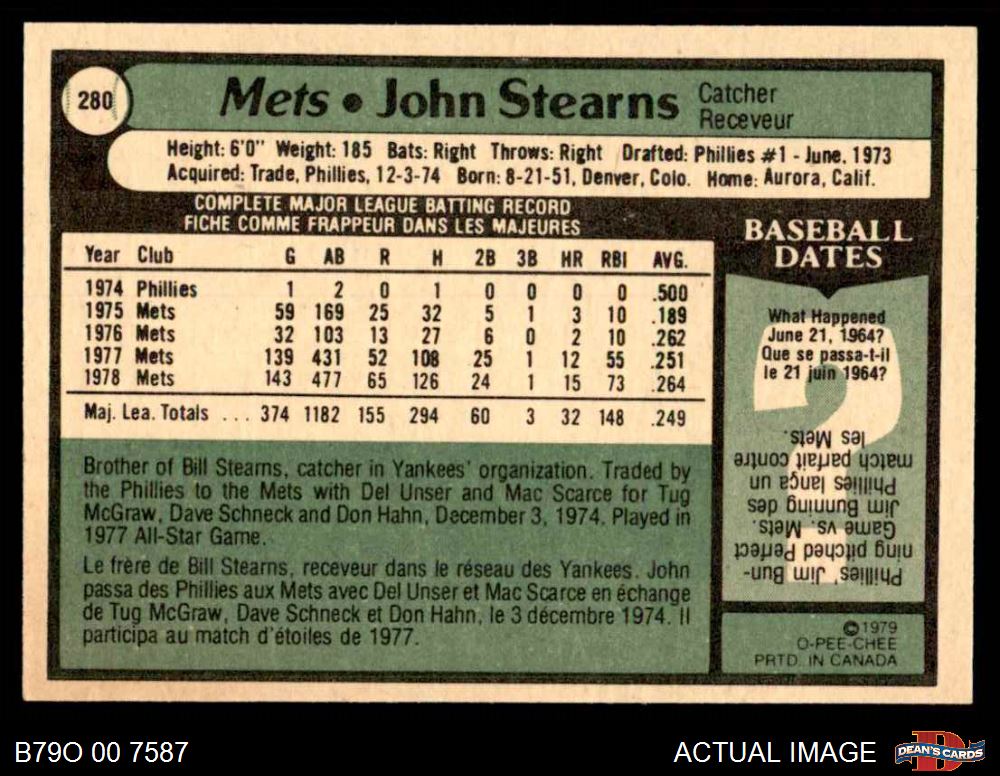 280
Mets • John Stearns
Catcher
Receveur
Height: 6'0" Weight: 185 Bats: Right Throws: Right Drafted: Phillies #1 - June, 1973
Acquired: Trade, Phillies, 12-3-74 Born: 8-21-51, Denver, Colo. Home: Aurora, Calif.
COMPLETE MAJOR LEAGUE BATTING RECORD
FICHE COMME FRAPPEUR DANS LES MAJEURES
Year Club G AB R H 2B 3B HR RBI AVG.
1974 Phillies 1 2 0 1 0 0 0 0 .500
1975 Mets 59 169 25 32 5 1 3 10 .189
1976 Mets 32 103 13 27 6 0 2 10 .262
1977 Mets 139 431 52 108 25 1 12 55 .251
1978 Mets 143 477 65 126 24 1 15 73 .264
Maj. Lea. Totals ... 374 1182 155 294 60 3 32 148 .249
Brother of Bill Stearns, catcher in Yankees' organization. Traded by
the Phillies to the Mets with Del Unser and Mac Scarce for Tug
McGraw, Dave Schneck and Don Hahn, December 3, 1974. Played in
1977 All-Star Game.
Le frère de Bill Stearns, receveur dans le réseau des Yankees. John
passa des Phillies aux Mets avec Del Unser et Mac Scarce en échange
de Tug McGraw, Dave Schneck et Don Hahn, le 3 décembre 1974. Il
participa au match d'étoiles de 1977.
BASEBALL
DATES
What Happened
June 21, 1964?
Que se passa-t-il
le 21 juin 1964?
Phillies' Jim Bun-
ning pitched Perfect
Game vs. Mets.
Jim Bunning des
Phillies lança un
match parfait contre
les Mets.
©1979
O-PEE-CHEE
PRTD. IN CANADA
B79O 00 7587
ACTUAL IMAGE
DEAN'S CARDS